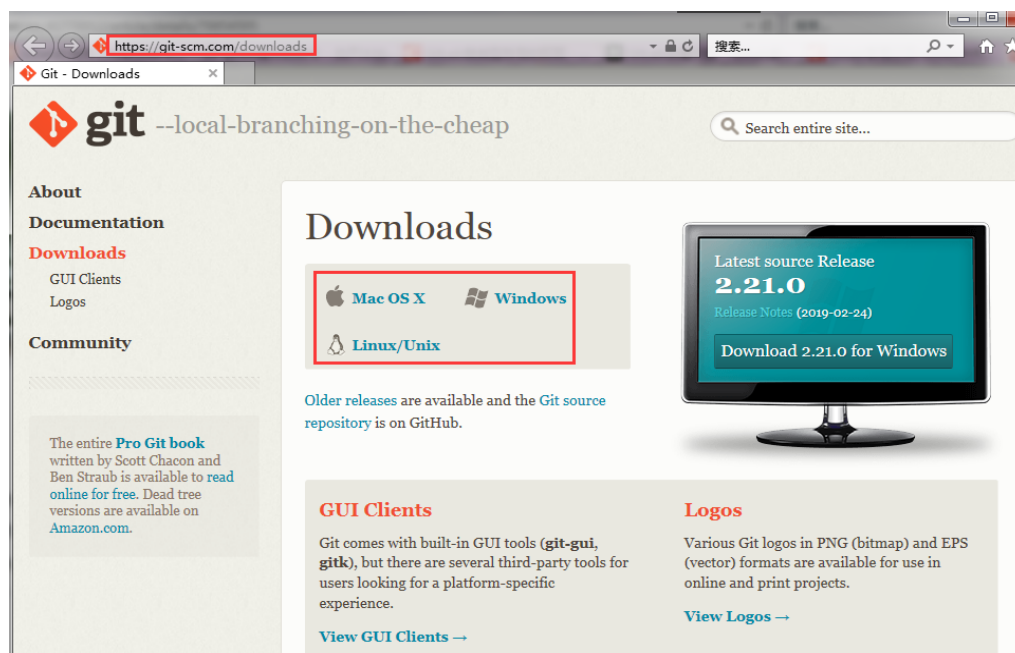 https://git-scm.com/downloads
搜索...
Git - Downloads
git --local-branching-on-the-cheap
Search entire site...
About
Documentation
Downloads
GUI Clients
Logos
Community
The entire Pro Git book
written by Scott Chacon and
Ben Straub is available to read
online for free. Dead tree
versions are available on
Amazon.com.
Downloads
Mac OS X
Windows
Linux/Unix
Older releases are available and the Git source
repository is on GitHub.
Latest source Release
2.21.0
Release Notes (2019-02-24)
Download 2.21.0 for Windows
GUI Clients
Git comes with built-in GUI tools (git-gui,
gitk), but there are several third-party tools for
users looking for a platform-specific
experience.
View GUI Clients →
Logos
Various Git logos in PNG (bitmap) and EPS
(vector) formats are available for use in
online and print projects.
View Logos →